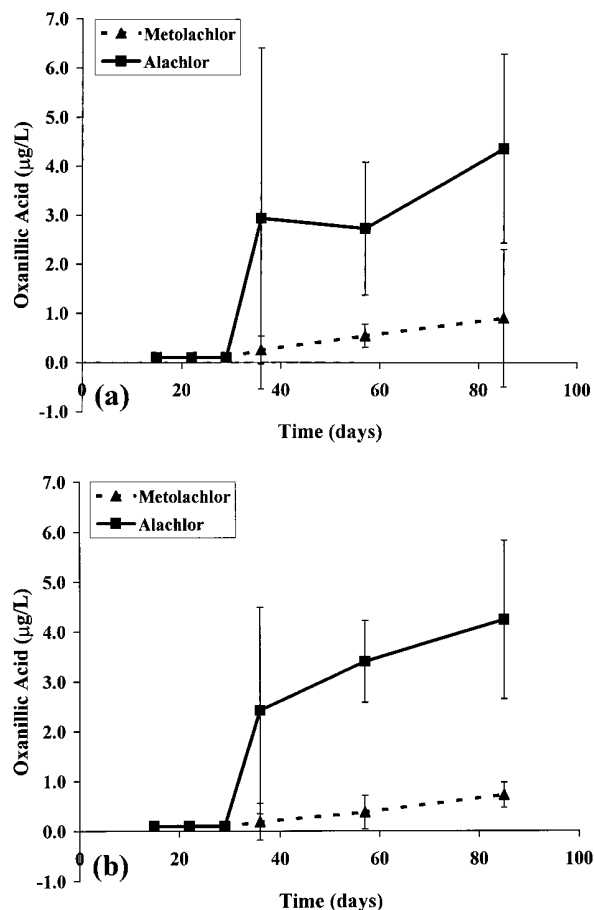 7.0
Metolachlor
6.0
Alachlor
5.0
4.0
3.0
2.0
1.0
0.0
-1.0
Oxanillic Acid (µg/L)
0 20 40 60 80 100
(a)
Time (days)
7.0
Metolachlor
6.0
Alachlor
5.0
4.0
3.0
2.0
1.0
0.0
-1.0
Oxanillic Acid (µg/L)
0 20 40 60 80 100
(b)
Time (days)